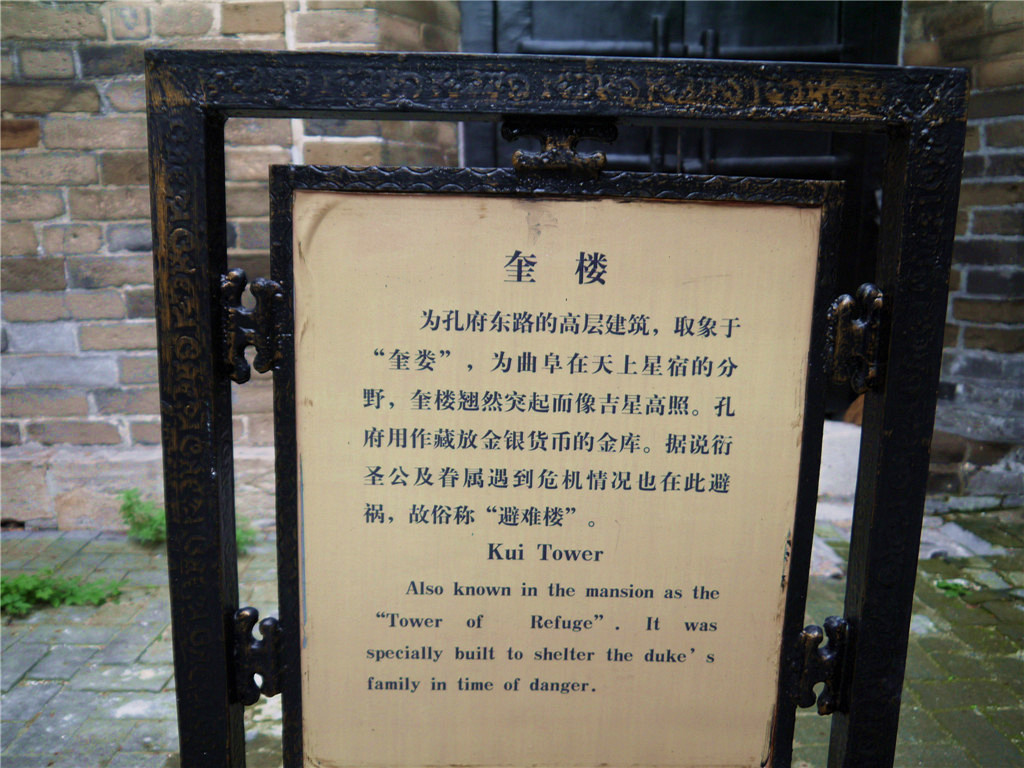 奎 楼
为孔府东路的高层建筑，取象于
“奎娄”，为曲阜在天上星宿的分
野，奎楼翘然突起而像吉星高照。孔
府用作藏放金银货币的金库。据说衍
圣公及眷属遇到危机情况也在此避
祸，故俗称“避难楼”。
Kui Tower
Also known in the mansion as the
“Tower of Refuge”. It was
specially built to shelter the duke’s
family in time of danger.